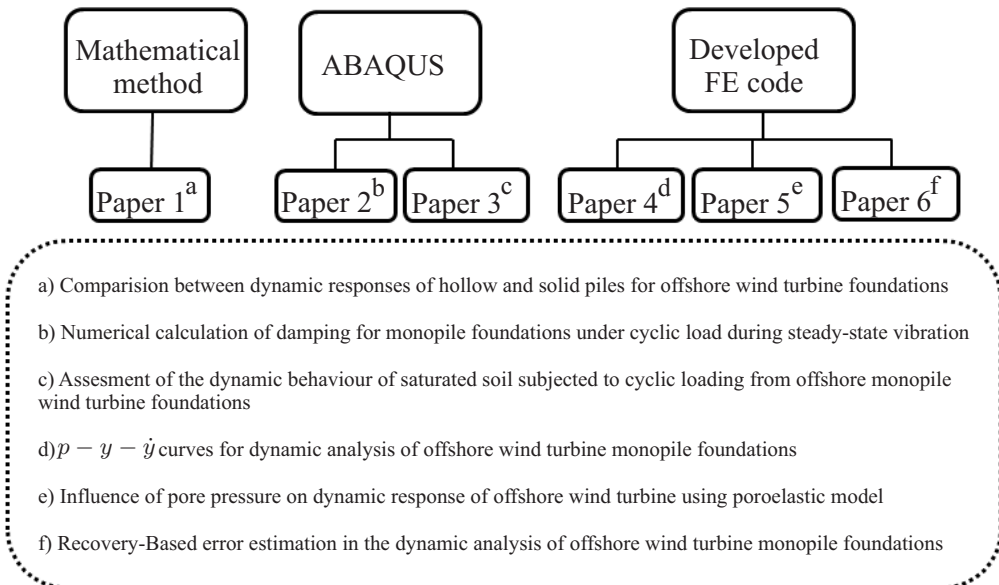 Mathematical
method
ABAQUS
Developed
FE code
Paper 1a
Paper 2b
Paper 3c
Paper 4d
Paper 5e
Paper 6f
a) Comparision between dynamic responses of hollow and solid piles for offshore wind turbine foundations
b) Numerical calculation of damping for monopile foundations under cyclic load during steady-state vibration
c) Assesment of the dynamic behaviour of saturated soil subjected to cyclic loading from offshore monopile
wind turbine foundations
d) p − y − ẏ curves for dynamic analysis of offshore wind turbine monopile foundations
e) Influence of pore pressure on dynamic response of offshore wind turbine using poroelastic model
f) Recovery-Based error estimation in the dynamic analysis of offshore wind turbine monopile foundations